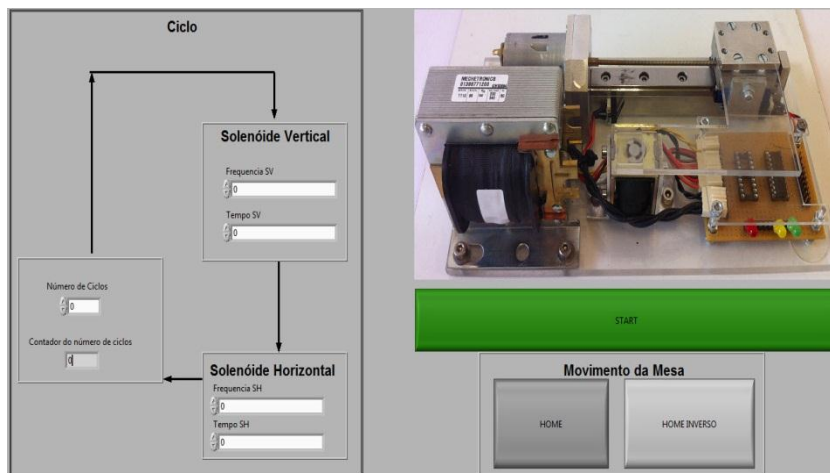 Ciclo
Solenóide Vertical
Frequencia SV
0
Tempo SV
0
Número de Ciclos
0
Contador do número de ciclos
0
Solenóide Horizontal
Frequencia SH
0
Tempo SH
0
MEGNETRONICO
START
Movimento da Mesa
HOME
HOME INVERSO